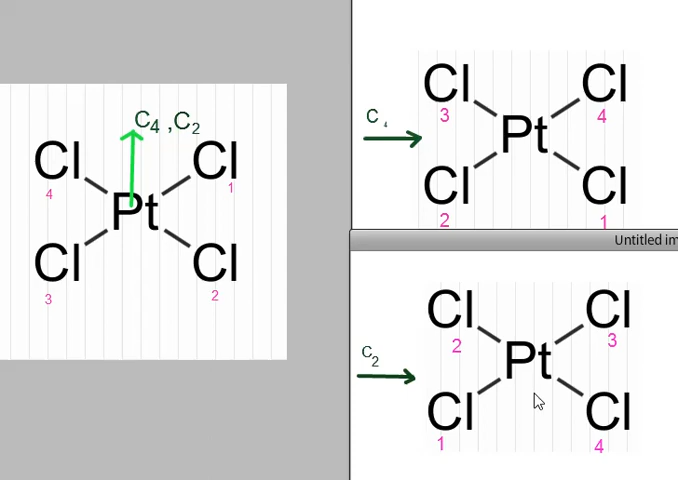 C4 ,C2
Cl Cl
4 1
Pt
Cl Cl
3 2
Cl Cl
C4 3 4
Pt
Cl Cl
2 1
Untitled im
Cl Cl
C2 2 3
Pt
Cl Cl
1 4